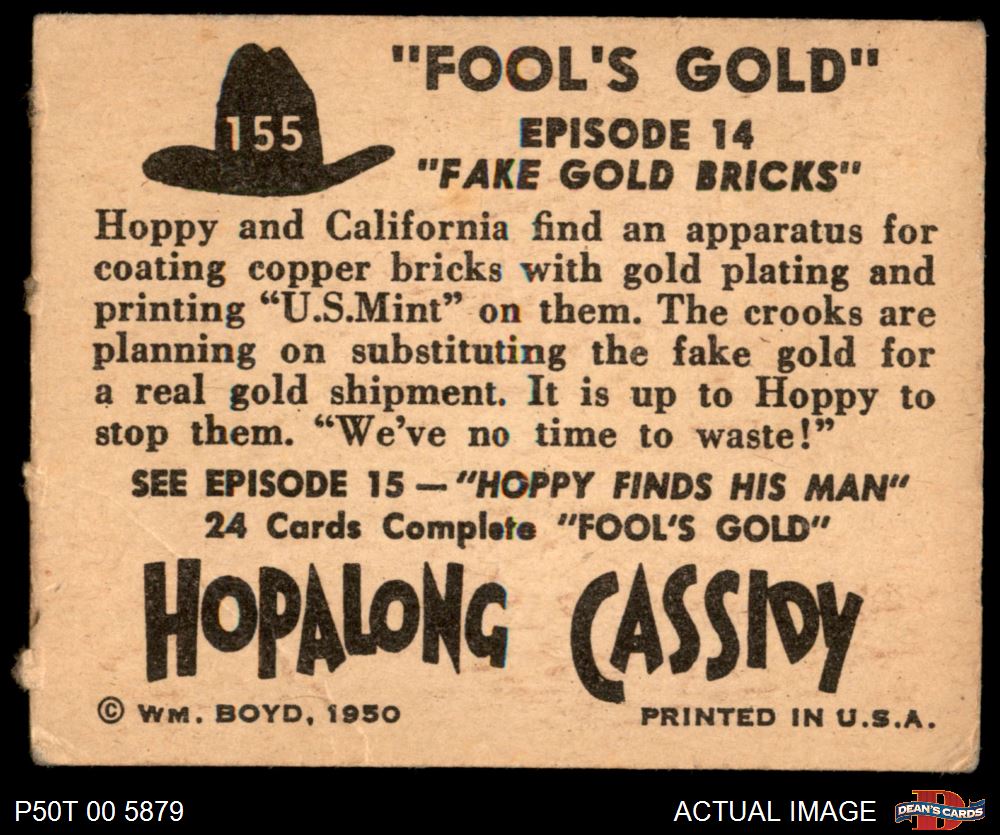 "FOOL'S GOLD"
155
EPISODE 14
"FAKE GOLD BRICKS"
Hoppy and California find an apparatus for
coating copper bricks with gold plating and
printing “U.S.Mint” on them. The crooks are
planning on substituting the fake gold for
a real gold shipment. It is up to Hoppy to
stop them. “We’ve no time to waste!”
SEE EPISODE 15 — "HOPPY FINDS HIS MAN"
24 Cards Complete "FOOL'S GOLD"
HOPALONG CASSIDY
© WM. BOYD, 1950 PRINTED IN U.S.A.
P50T 00 5879 ACTUAL IMAGE DEAN'S CARDS